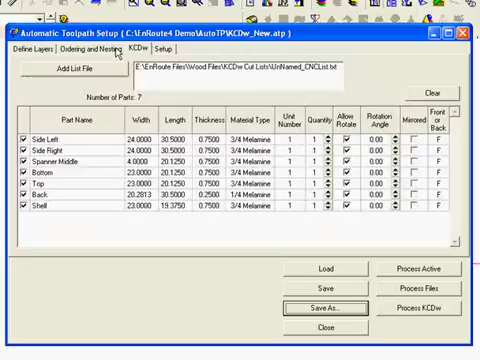 Automatic Toolpath Setup ( C:\EnRoute4 Demo\AutoTP\KCDw_New.atp )
Define Layers Ordering and Nesting KCDw Setup
Add List File
E:\EnRoute Files\Wood Files\KCDw Cut Lists\UnNamed_CNCList.txt
Number of Parts: 7
Clear
Part Name Width Length Thickness Material Type Unit Number Quantity Allow Rotate Rotation Angle Mirrored Front or Back
Side Left 24.0000 30.5000 0.7500 3/4 Melamine 1 1 0.00 F
Side Right 24.0000 30.5000 0.7500 3/4 Melamine 1 1 0.00 F
Spanner Middle 4.0000 20.1250 0.7500 3/4 Melamine 1 1 0.00 F
Bottom 23.0000 20.1250 0.7500 3/4 Melamine 1 1 0.00 F
Top 23.0000 20.1250 0.7500 3/4 Melamine 1 1 0.00 F
Back 20.2813 30.5000 0.7500 3/4 Melamine 1 1 0.00 F
Shelf 23.0000 19.3750 0.7500 3/4 Melamine 1 1 0.00 F
Load Process Active
Save Process Files
Save As... Process KCDw
Close